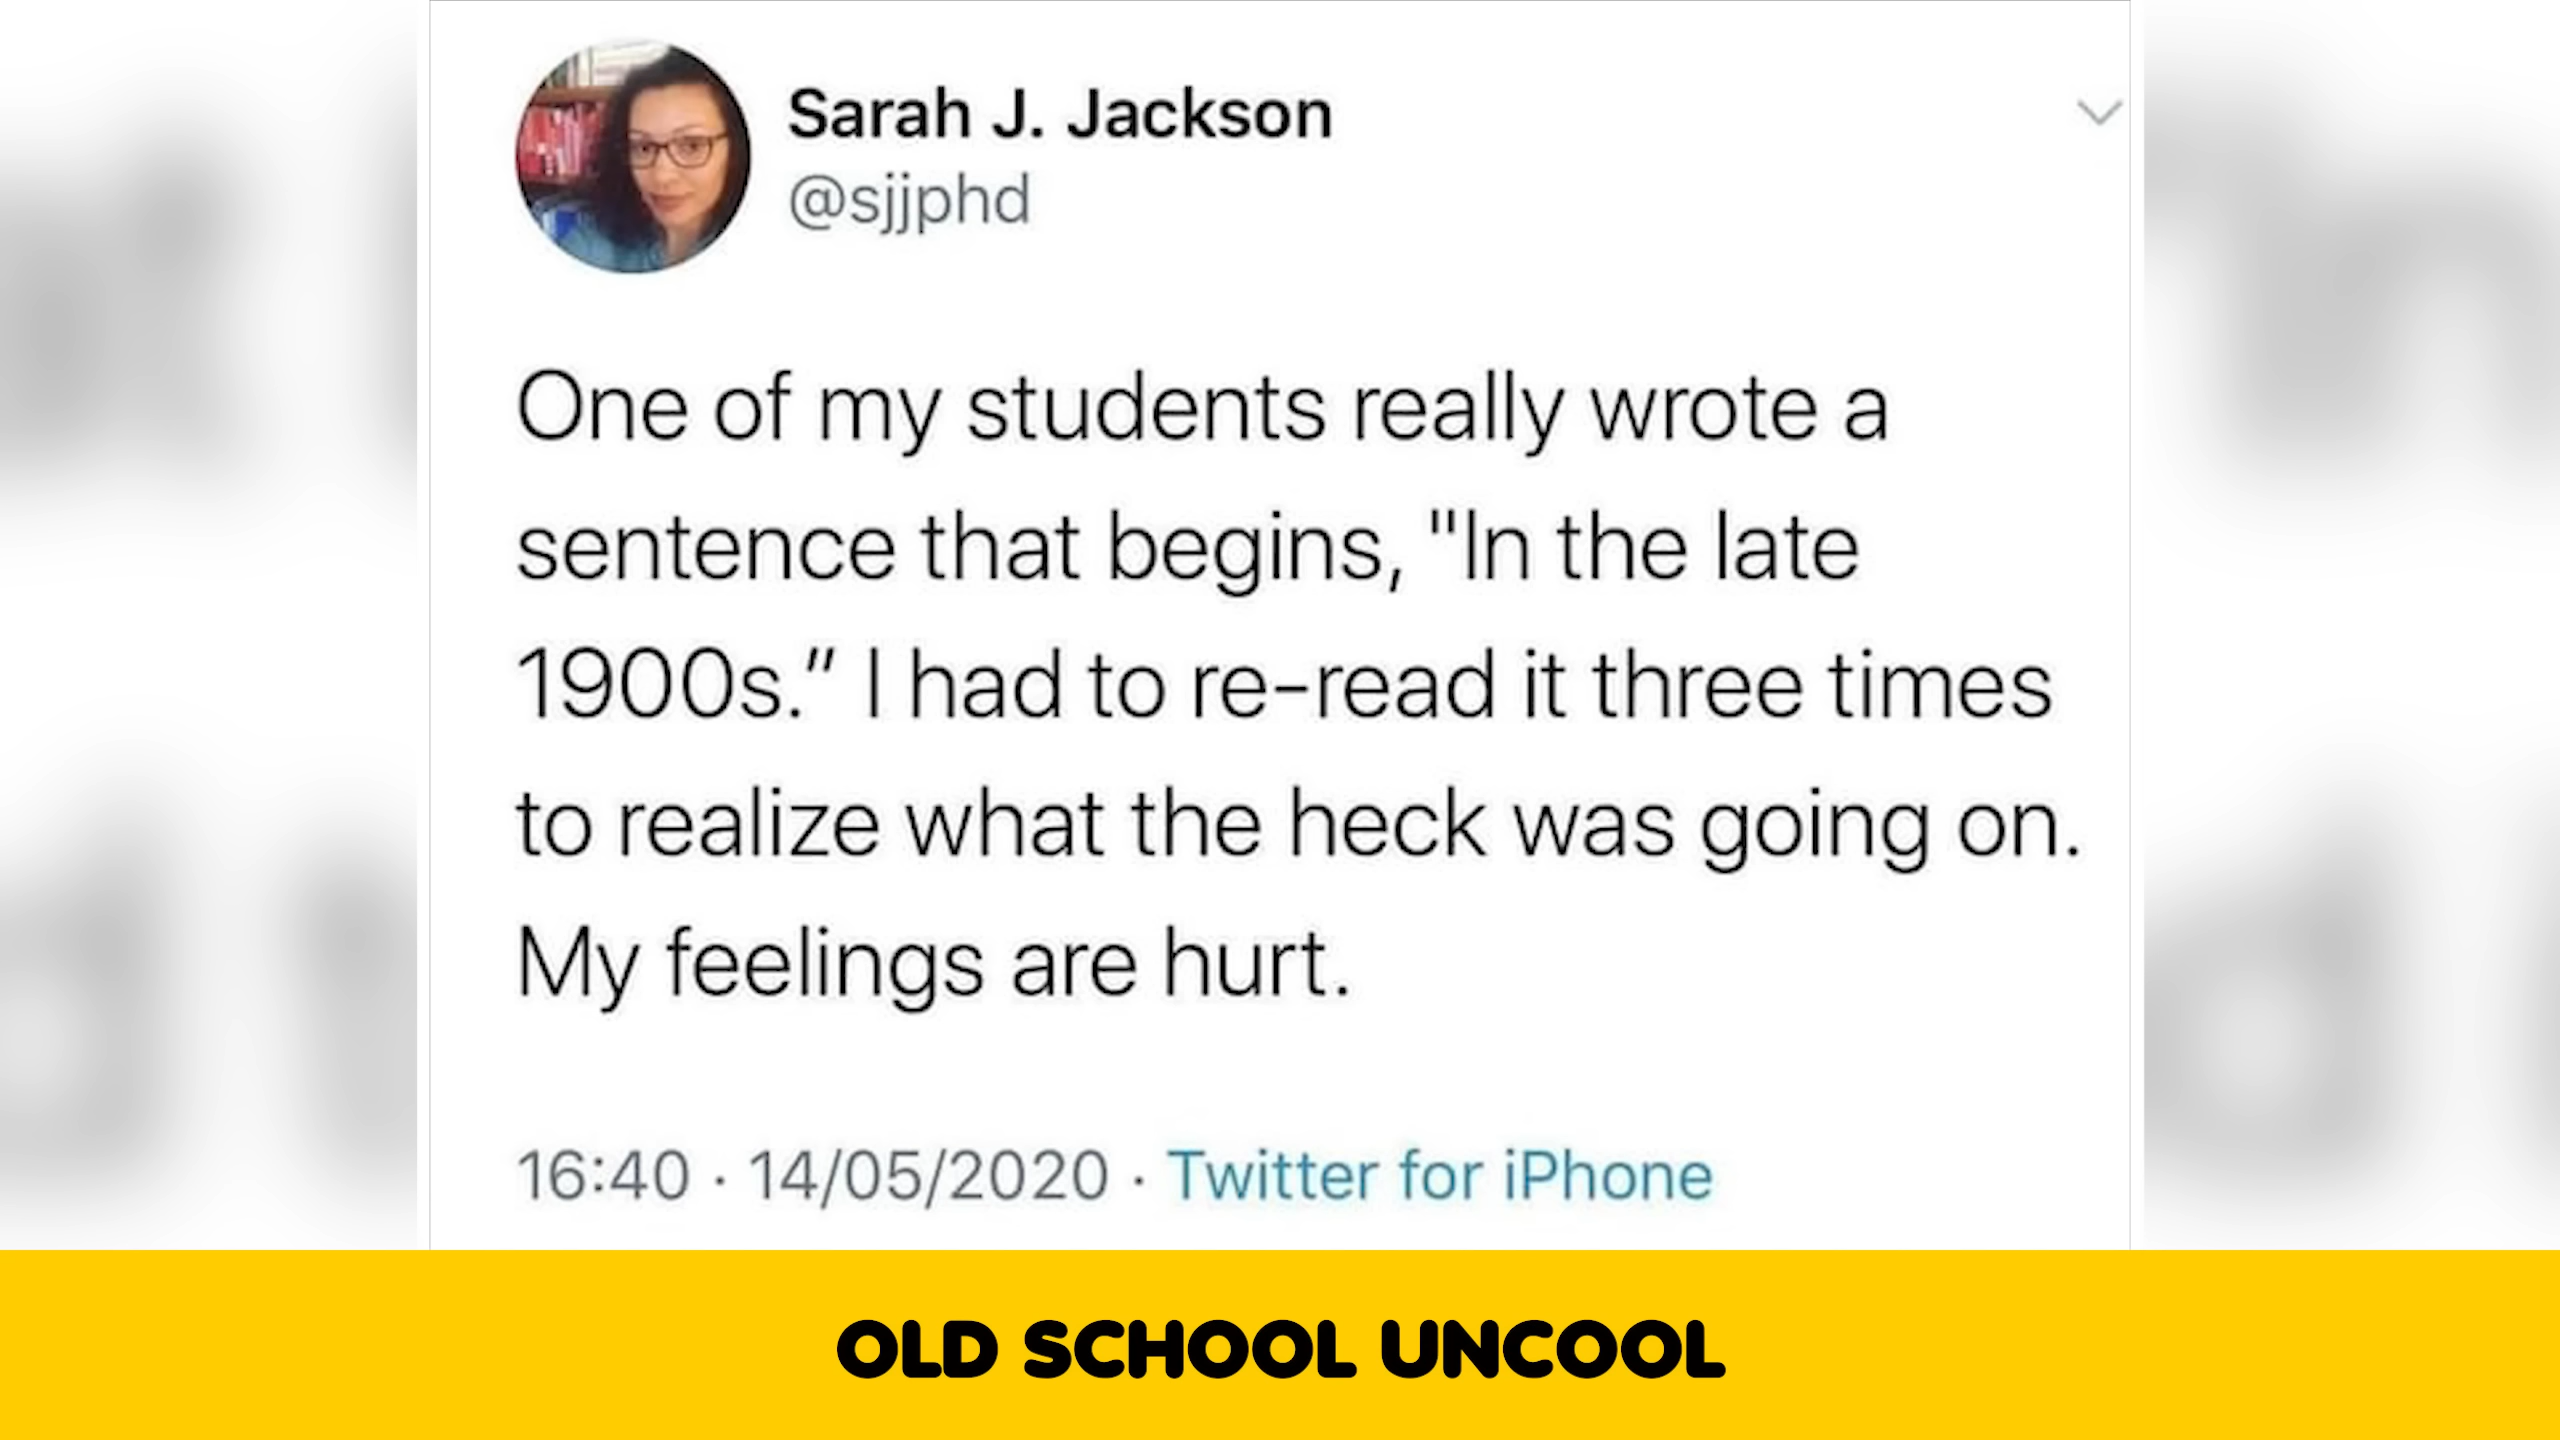 Sarah J. Jackson
@sjjphd
One of my students really wrote a
sentence that begins, "In the late
1900s.” I had to re-read it three times
to realize what the heck was going on.
My feelings are hurt.
16:40 · 14/05/2020 · Twitter for iPhone
OLD SCHOOL UNCOOL